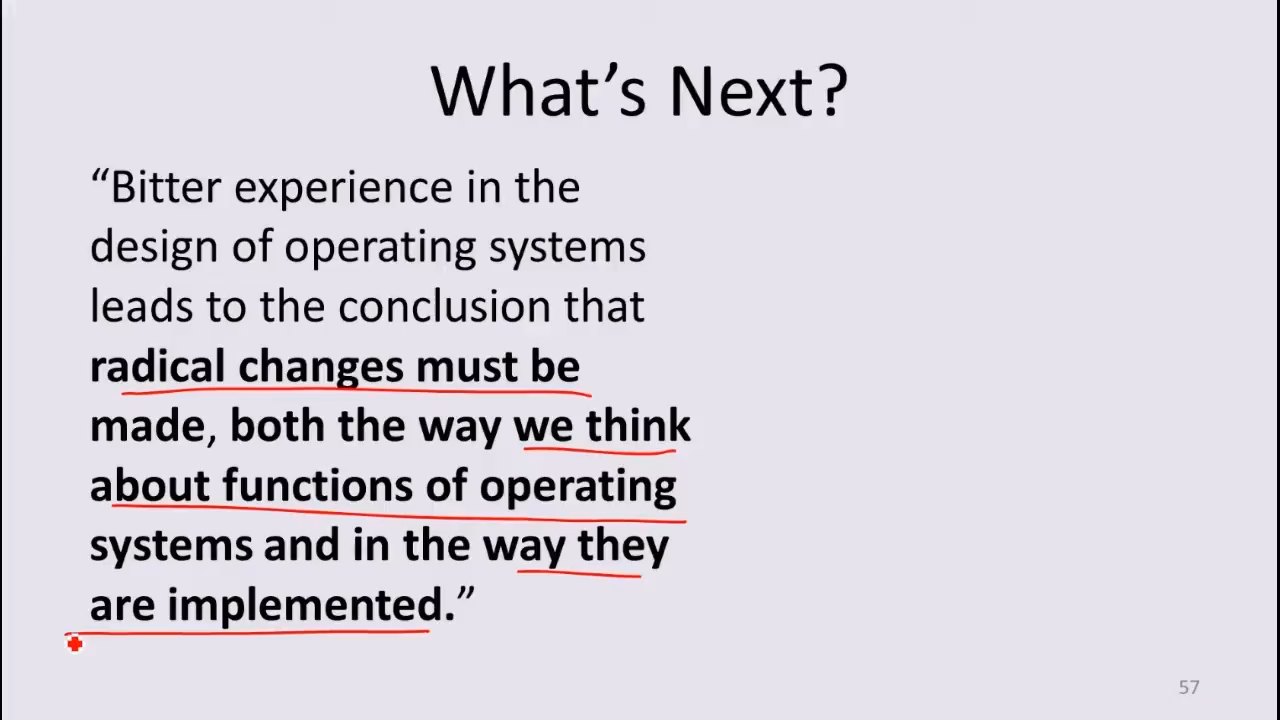 What’s Next?
“Bitter experience in the
design of operating systems
leads to the conclusion that
radical changes must be
made, both the way we think
about functions of operating
systems and in the way they
are implemented.”
57